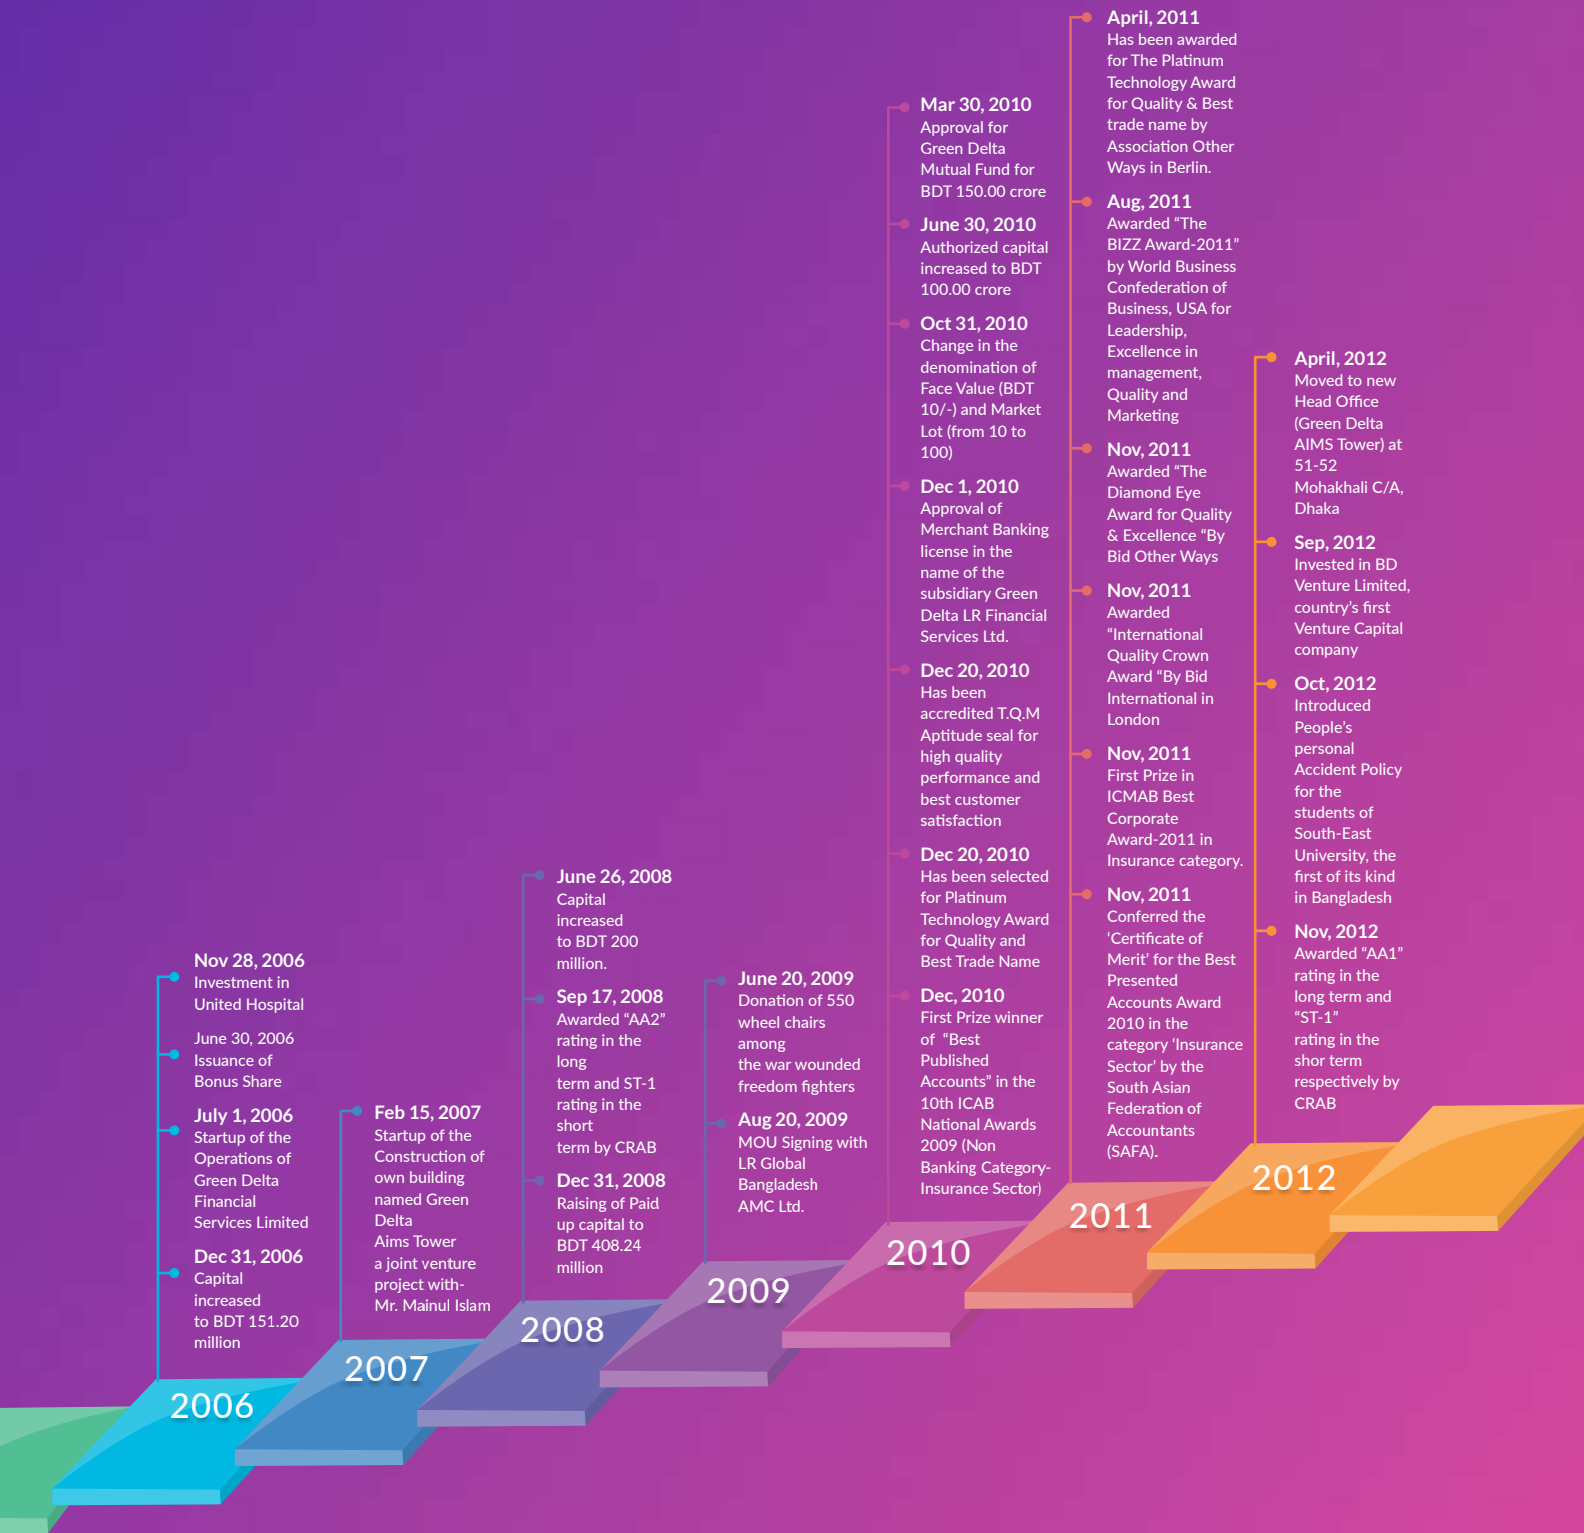 Nov 28, 2006
Investment in
United Hospital
June 30, 2006
Issuance of
Bonus Share
July 1, 2006
Startup of the
Operations of
Green Delta
Financial
Services Limited
Dec 31, 2006
Capital
increased
to BDT 151.20
million
2006
Feb 15, 2007
Startup of the
Construction of
own building
named Green
Delta
Aims Tower
a joint venture
project with-
Mr. Mainul Islam
2007
June 26, 2008
Capital
increased
to BDT 200
million.
Sep 17, 2008
Awarded “AA2”
rating in the
long
term and ST-1
rating in the
short
term by CRAB
Dec 31, 2008
Raising of Paid
up capital to
BDT 408.24
million
2008
June 20, 2009
Donation of 550
wheel chairs
among
the war wounded
freedom fighters
Aug 20, 2009
MOU Signing with
LR Global
Bangladesh
AMC Ltd.
2009
Mar 30, 2010
Approval for
Green Delta
Mutual Fund for
BDT 150.00 crore
June 30, 2010
Authorized capital
increased to BDT
100.00 crore
Oct 31, 2010
Change in the
denomination of
Face Value (BDT
10/-) and Market
Lot (from 10 to
100)
Dec 1, 2010
Approval of
Merchant Banking
license in the
name of the
subsidiary Green
Delta LR Financial
Services Ltd.
Dec 20, 2010
Has been
accredited T.Q.M
Aptitude seal for
high quality
performance and
best customer
satisfaction
Dec 20, 2010
Has been selected
for Platinum
Technology Award
for Quality and
Best Trade Name
Dec, 2010
First Prize winner
of “Best
Published
Accounts” in the
10th ICAB
National Awards
2009 (Non
Banking Category-
Insurance Sector)
2010
April, 2011
Has been awarded
for The Platinum
Technology Award
for Quality & Best
trade name by
Association Other
Ways in Berlin.
Aug, 2011
Awarded “The
BIZZ Award-2011”
by World Business
Confederation of
Business, USA for
Leadership,
Excellence in
management,
Quality and
Marketing
Nov, 2011
Awarded “The
Diamond Eye
Award for Quality
& Excellence “By
Bid Other Ways
Nov, 2011
Awarded
“International
Quality Crown
Award “By Bid
International in
London
Nov, 2011
First Prize in
ICMAB Best
Corporate
Award-2011 in
Insurance category.
Nov, 2011
Conferred the
‘Certificate of
Merit’ for the Best
Presented
Accounts Award
2010 in the
category ‘Insurance
Sector’ by the
South Asian
Federation of
Accountants
(SAFA).
2011
April, 2012
Moved to new
Head Office
(Green Delta
AIMS Tower) at
51-52
Mohakhali C/A,
Dhaka
Sep, 2012
Invested in BD
Venture Limited,
country’s first
Venture Capital
company
Oct, 2012
Introduced
People’s
personal
Accident Policy
for the
students of
South-East
University, the
first of its kind
in Bangladesh
Nov, 2012
Awarded “AA1”
rating in the
long term and
“ST-1”
rating in the
shor term
respectively by
CRAB
2012